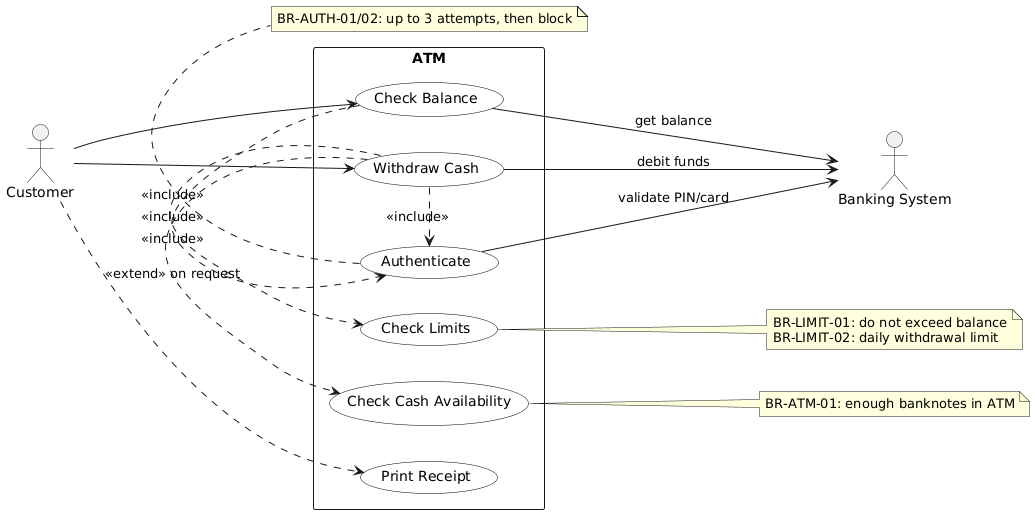 BR-AUTH-01/02: up to 3 attempts, then block
ATM
Check Balance
get balance
Withdraw Cash
debit funds
Customer
Banking System
«include»
validate PIN/card
«include»
«include»
«include»
Authenticate
«extend» on request
Check Limits
BR-LIMIT-01: do not exceed balance
BR-LIMIT-02: daily withdrawal limit
Check Cash Availability
BR-ATM-01: enough banknotes in ATM
Print Receipt